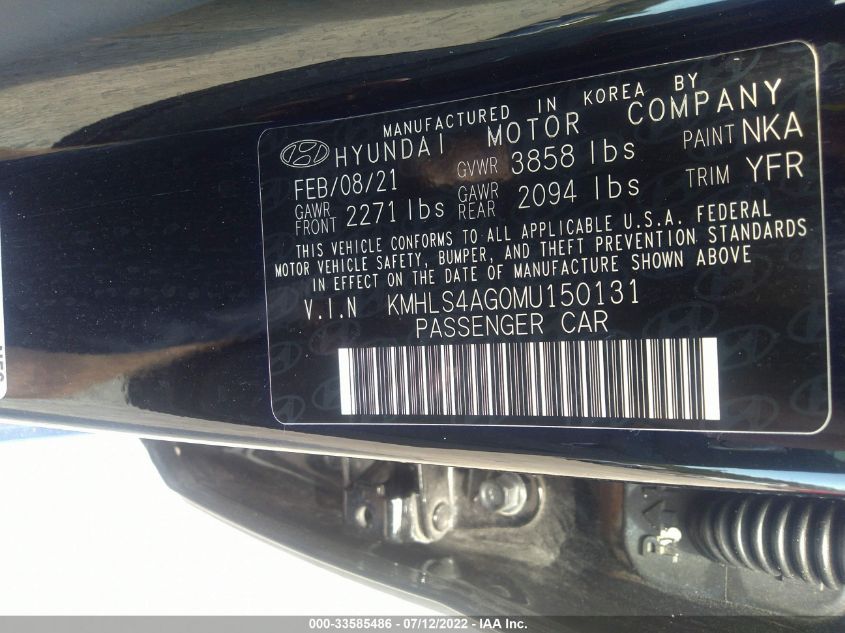 MANUFACTURED IN KOREA BY
HYUNDAI MOTOR COMPANY
FEB/08/21 GVWR 3858 lbs PAINT NKA
GAWR FRONT 2271 lbs GAWR REAR 2094 lbs TRIM YFR
THIS VEHICLE CONFORMS TO ALL APPLICABLE U.S.A. FEDERAL
MOTOR VEHICLE SAFETY, BUMPER, AND THEFT PREVENTION STANDARDS
IN EFFECT ON THE DATE OF MANUFACTURE SHOWN ABOVE
V.I.N KMHLS4AG0MU150131
PASSENGER CAR
000-33585486 - 07/12/2022 - IAA Inc.